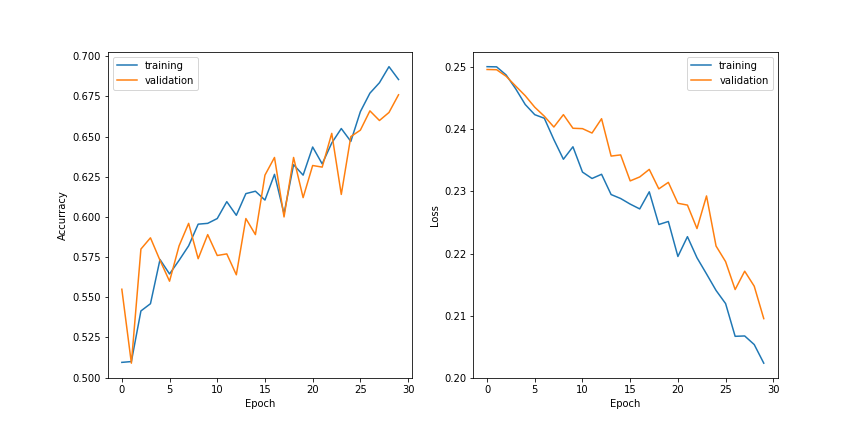 training
validation
0.700
0.675
0.650
0.625
0.600
0.575
0.550
0.525
0.500
Accurracy
0 5 10 15 20 25 30
Epoch
training
validation
0.25
0.24
0.23
0.22
0.21
0.20
Loss
0 5 10 15 20 25 30
Epoch